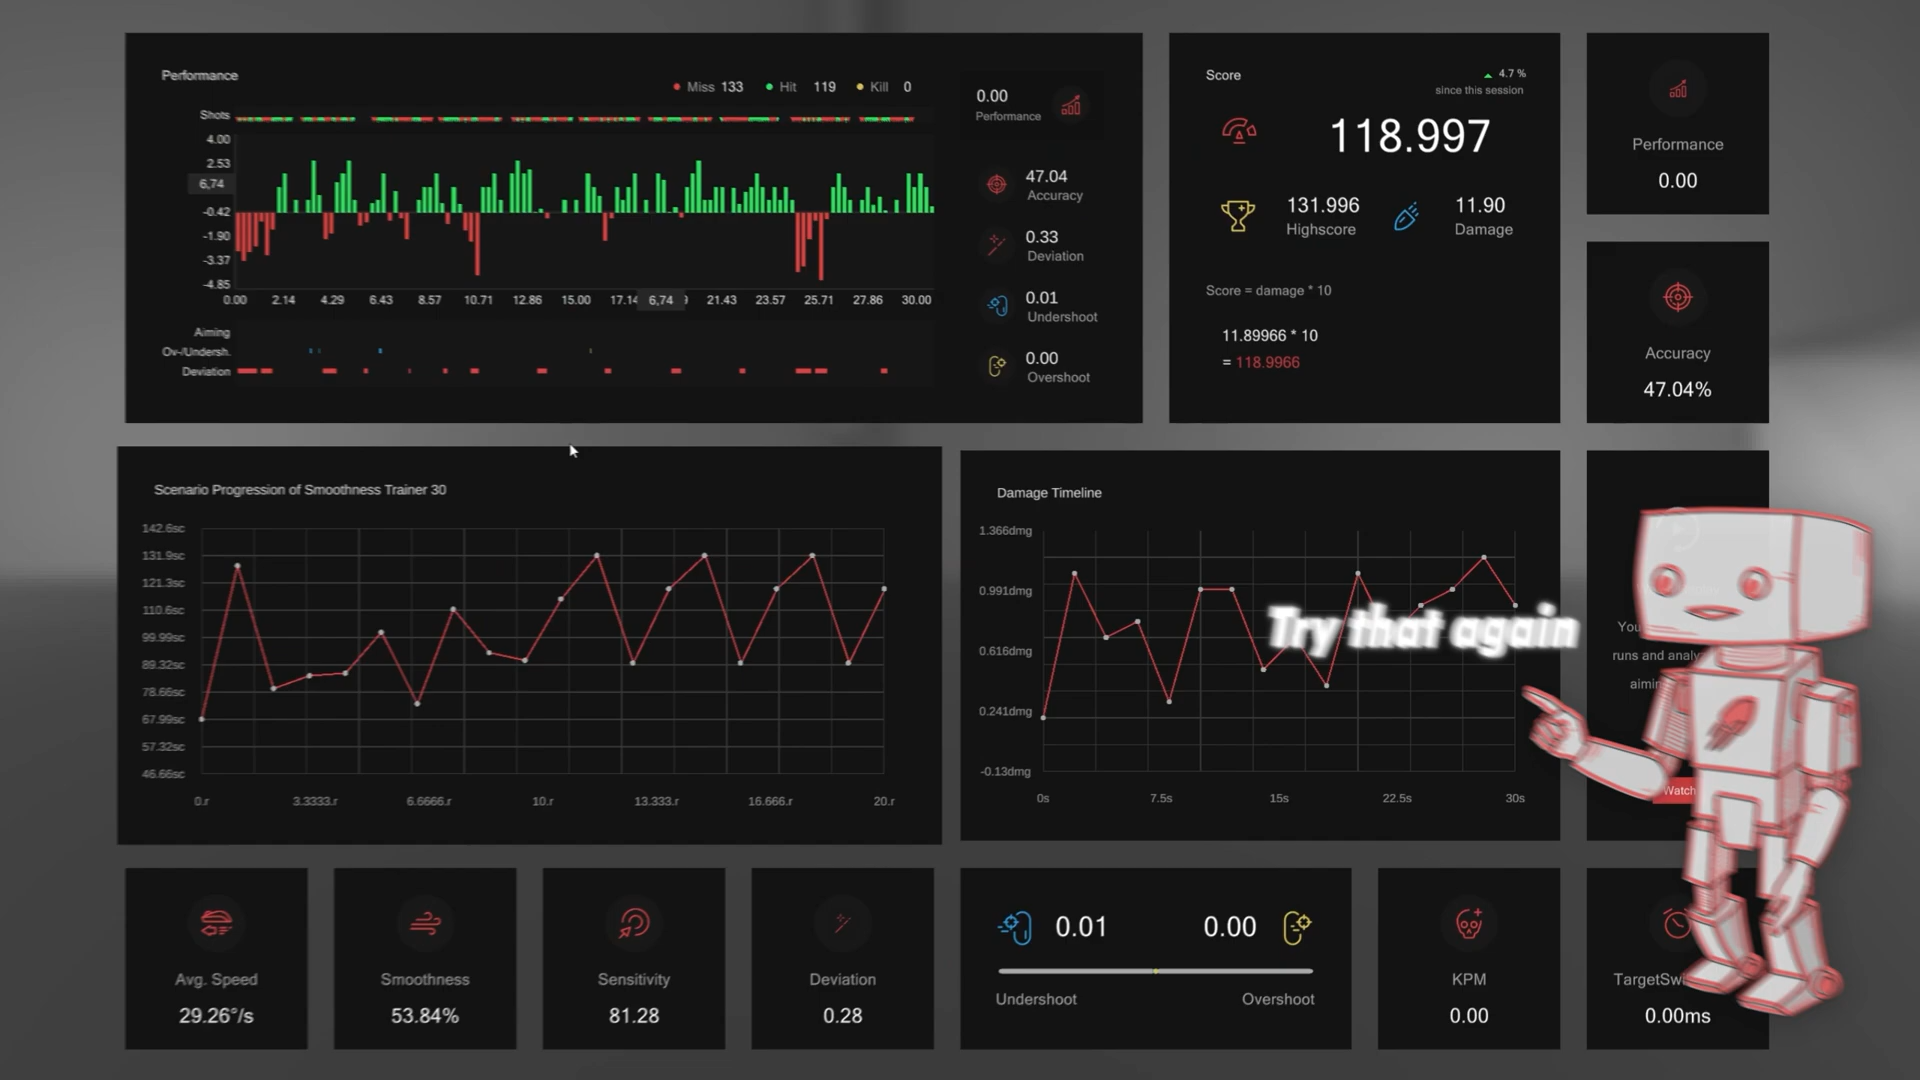 Performance
Miss 133 Hit 119 Kill 0
Shots
4.00
2.53
6,74
-0.42
-1.90
-3.37
-4.85
0.00 2.14 4.29 6.43 8.57 10.71 12.86 15.00 17.14 6,74 21.43 23.57 25.71 27.86 30.00
Aiming
Ov-/Undersh.
Deviation
0.00
Performance
47.04
Accuracy
0.33
Deviation
0.01
Undershoot
0.00
Overshoot
Score
4.7 %
since this session
118.997
131.996
Highscore
11.90
Damage
Score = damage * 10
11.89966 * 10
= 118.9966
Performance
0.00
Accuracy
47.04%
Scenario Progression of Smoothness Trainer 30
142.6sc
131.9sc
121.3sc
110.6sc
99.99sc
89.32sc
78.66sc
67.99sc
57.32sc
46.66sc
0.r 3.3333.r 6.6666.r 10.r 13.333.r 16.666.r 20.r
Damage Timeline
1.366dmg
0.991dmg
0.616dmg
0.241dmg
-0.13dmg
0s 7.5s 15s 22.5s 30s
Try that again
You
runs and analy
aimin
Watch
Avg. Speed
29.26°/s
Smoothness
53.84%
Sensitivity
81.28
Deviation
0.28
0.01 0.00
Undershoot Overshoot
KPM
0.00
TargetSw
0.00ms